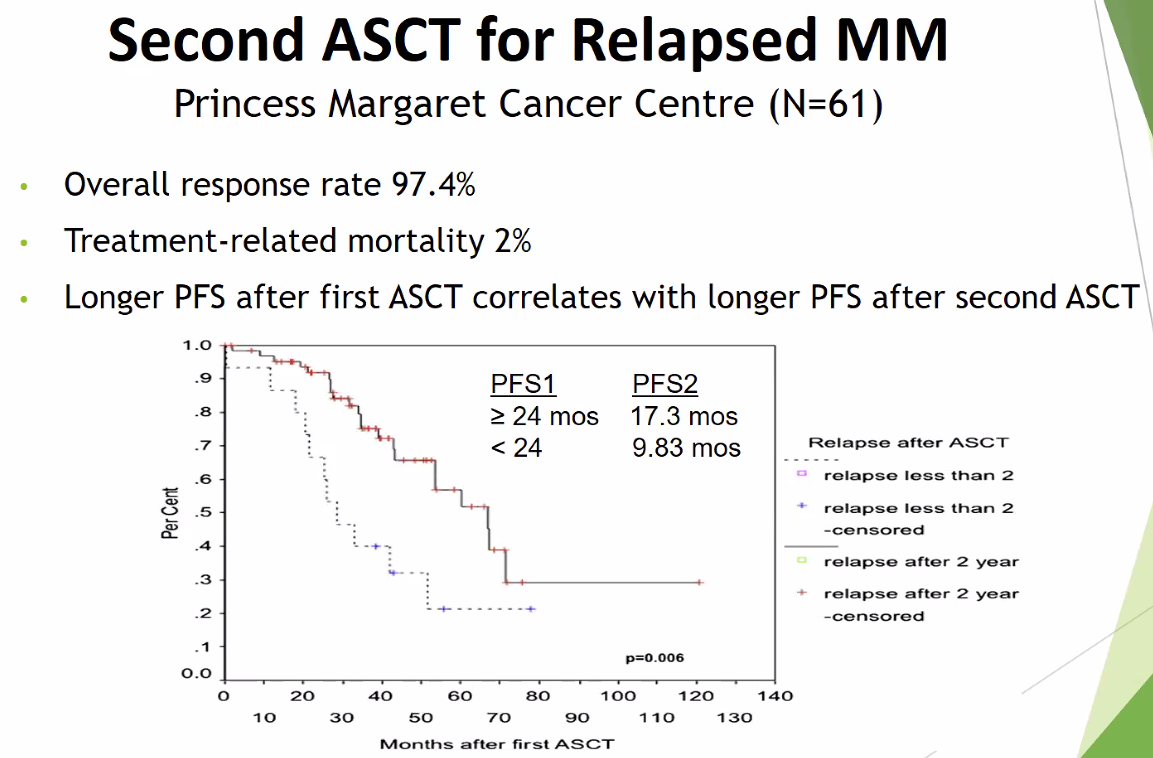 Second ASCT for Relapsed MM
Princess Margaret Cancer Centre (N=61)
• Overall response rate 97.4%
• Treatment-related mortality 2%
• Longer PFS after first ASCT correlates with longer PFS after second ASCT
1.0
.9
.8
.7
.6
.5
.4
.3
.2
.1
0.0
Per Cent
PFS1 PFS2
≥ 24 mos 17.3 mos
< 24 9.83 mos
p=0.006
0 20 40 60 80 100 120 140
10 30 50 70 90 110 130
Months after first ASCT
Relapse after ASCT
relapse less than 2
relapse less than 2
-censored
relapse after 2 year
relapse after 2 year
-censored